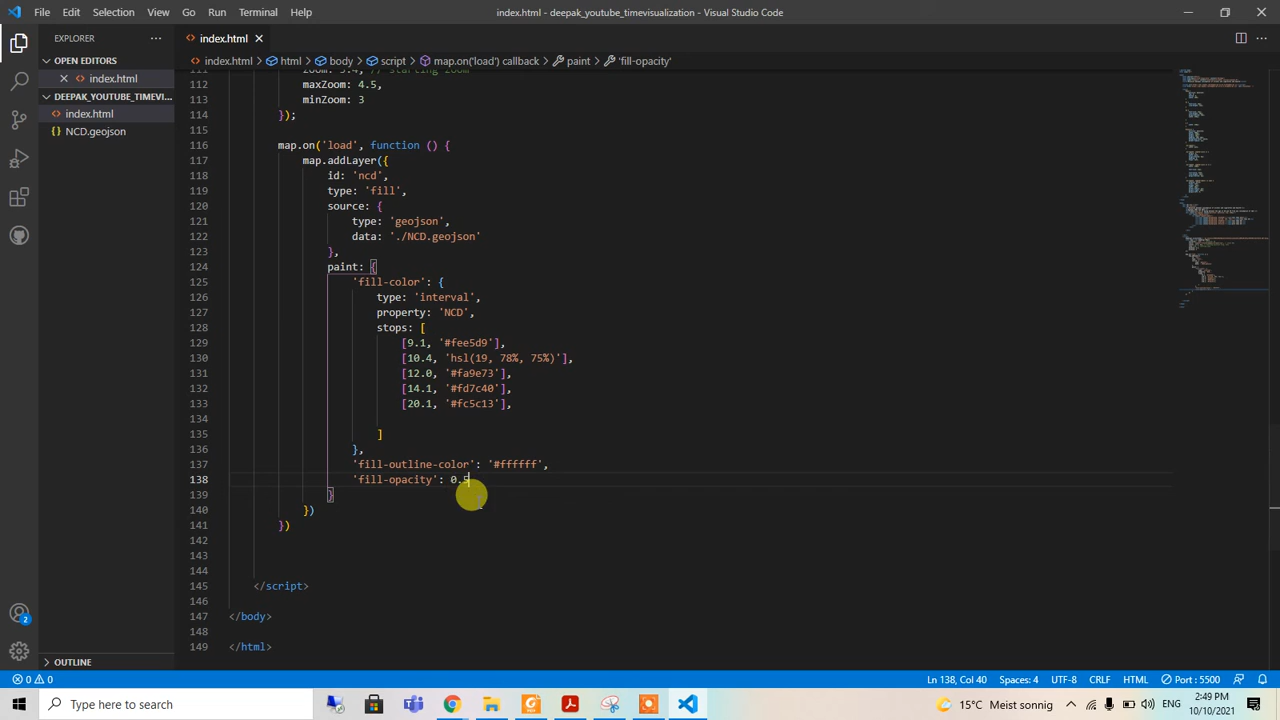 File Edit Selection View Go Run Terminal Help
index.html - deepak_youtube_timevisualization - Visual Studio Code
EXPLORER
index.html
OPEN EDITORS
index.html
DEEPAK_YOUTUBE_TIMEVI...
index.html
NCD.geojson
OUTLINE
index.html > html > body > script > map.on('load') callback > paint > 'fill-opacity'
112 maxZoom: 4.5,
113 minZoom: 3
114 });
115
116 map.on('load', function () {
117 map.addLayer({
118 id: 'ncd',
119 type: 'fill',
120 source: {
121 type: 'geojson',
122 data: './NCD.geojson'
123 },
124 paint: {
125 'fill-color': {
126 type: 'interval',
127 property: 'NCD',
128 stops: [
129 [9.1, '#fee5d9'],
130 [10.4, 'hsl(19, 78%, 75%)'],
131 [12.0, '#fa9e73'],
132 [14.1, '#fd7c40'],
133 [20.1, '#fc5c13'],
134
135 ]
136 },
137 'fill-outline-color': '#ffffff',
138 'fill-opacity': 0.5
139 }
140 })
141 })
142
143
144
145 </script>
146
147 </body>
148
149 </html>
2
0 0
Ln 138, Col 40 Spaces: 4 UTF-8 CRLF HTML Port : 5500
Type here to search
15°C Meist sonnig
ENG
2:49 PM
10/10/2021